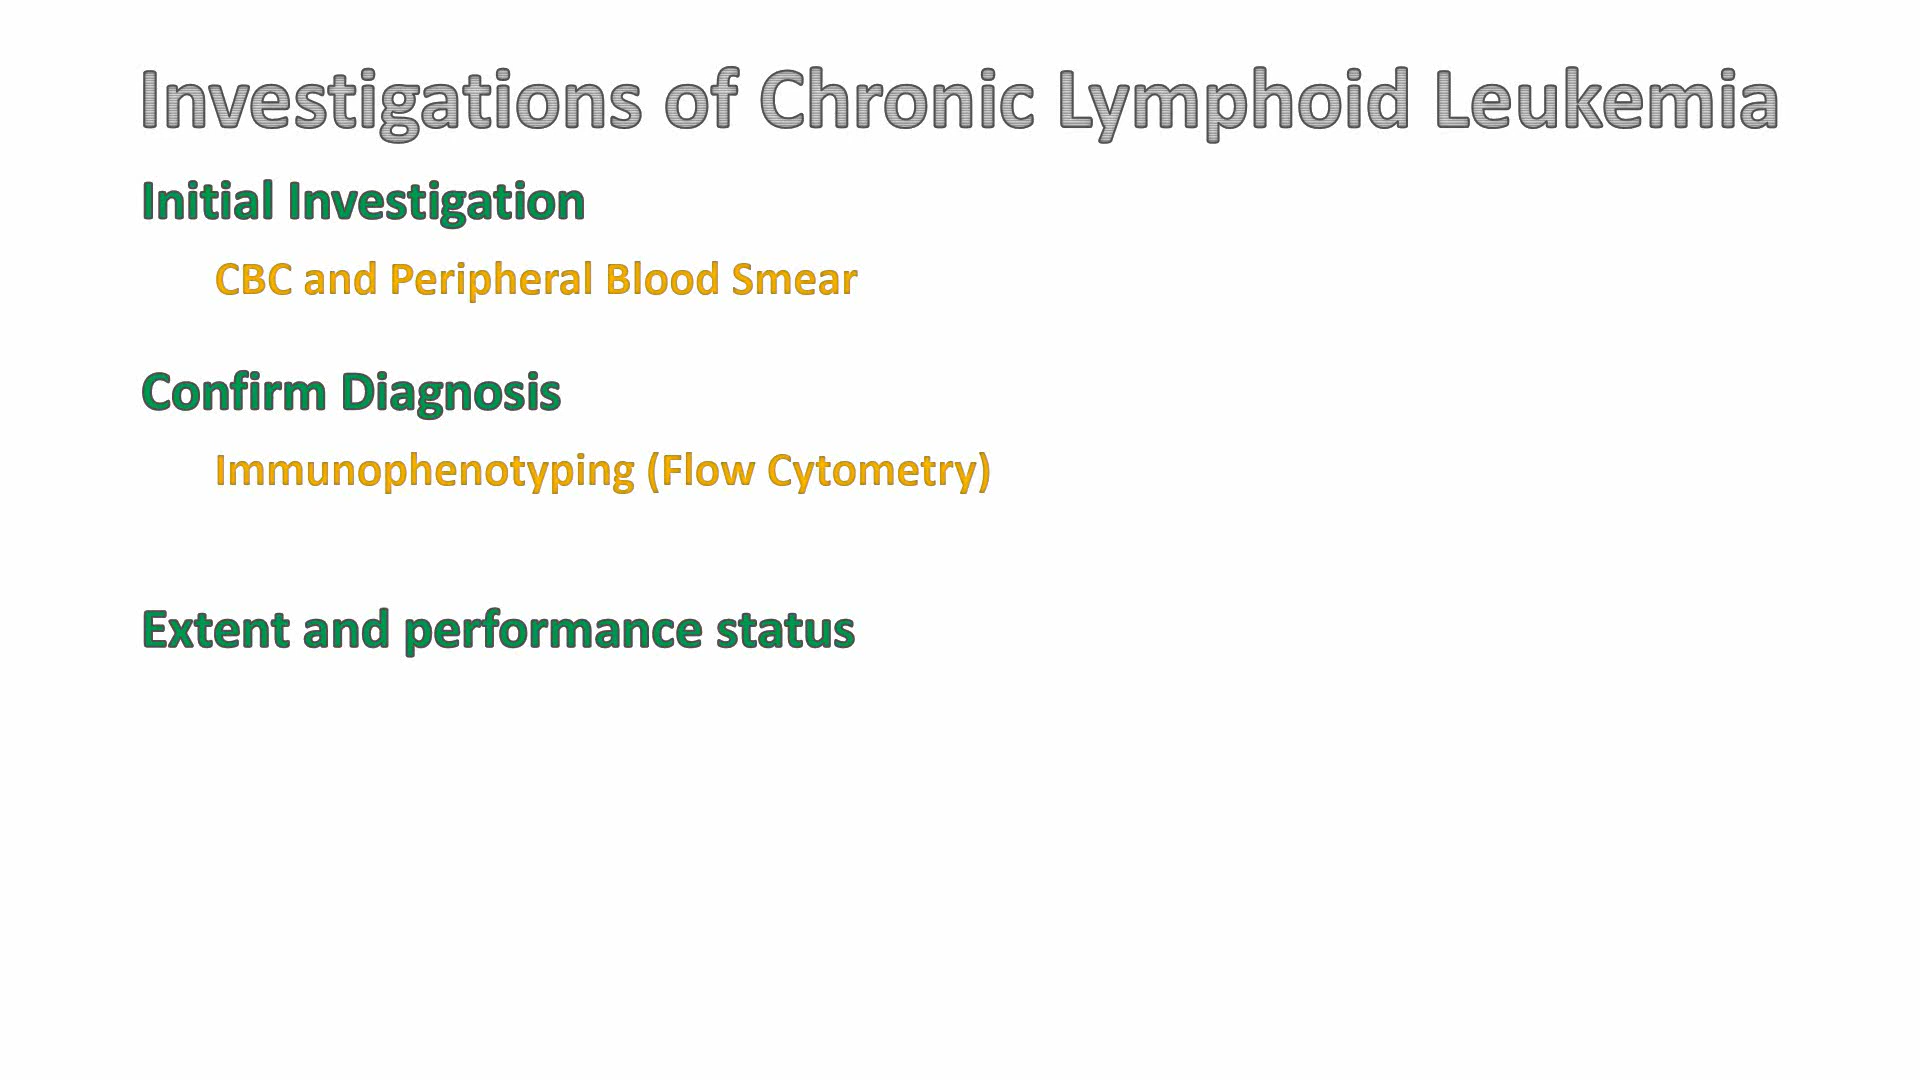 Investigations of Chronic Lymphoid Leukemia
Initial Investigation
CBC and Peripheral Blood Smear
Confirm Diagnosis
Immunophenotyping (Flow Cytometry)
Extent and performance status